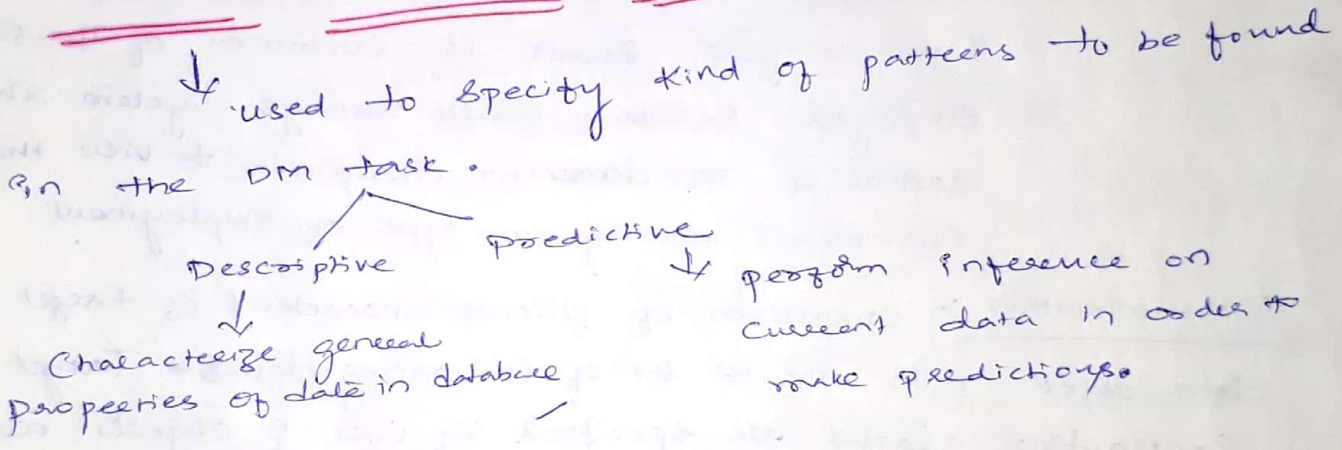 used to specify kind of patterns to be found
in the DM task.
Descriptive
predictive
Characterize general
properties of data in database
perform inference on
current data in order to
make predictions.